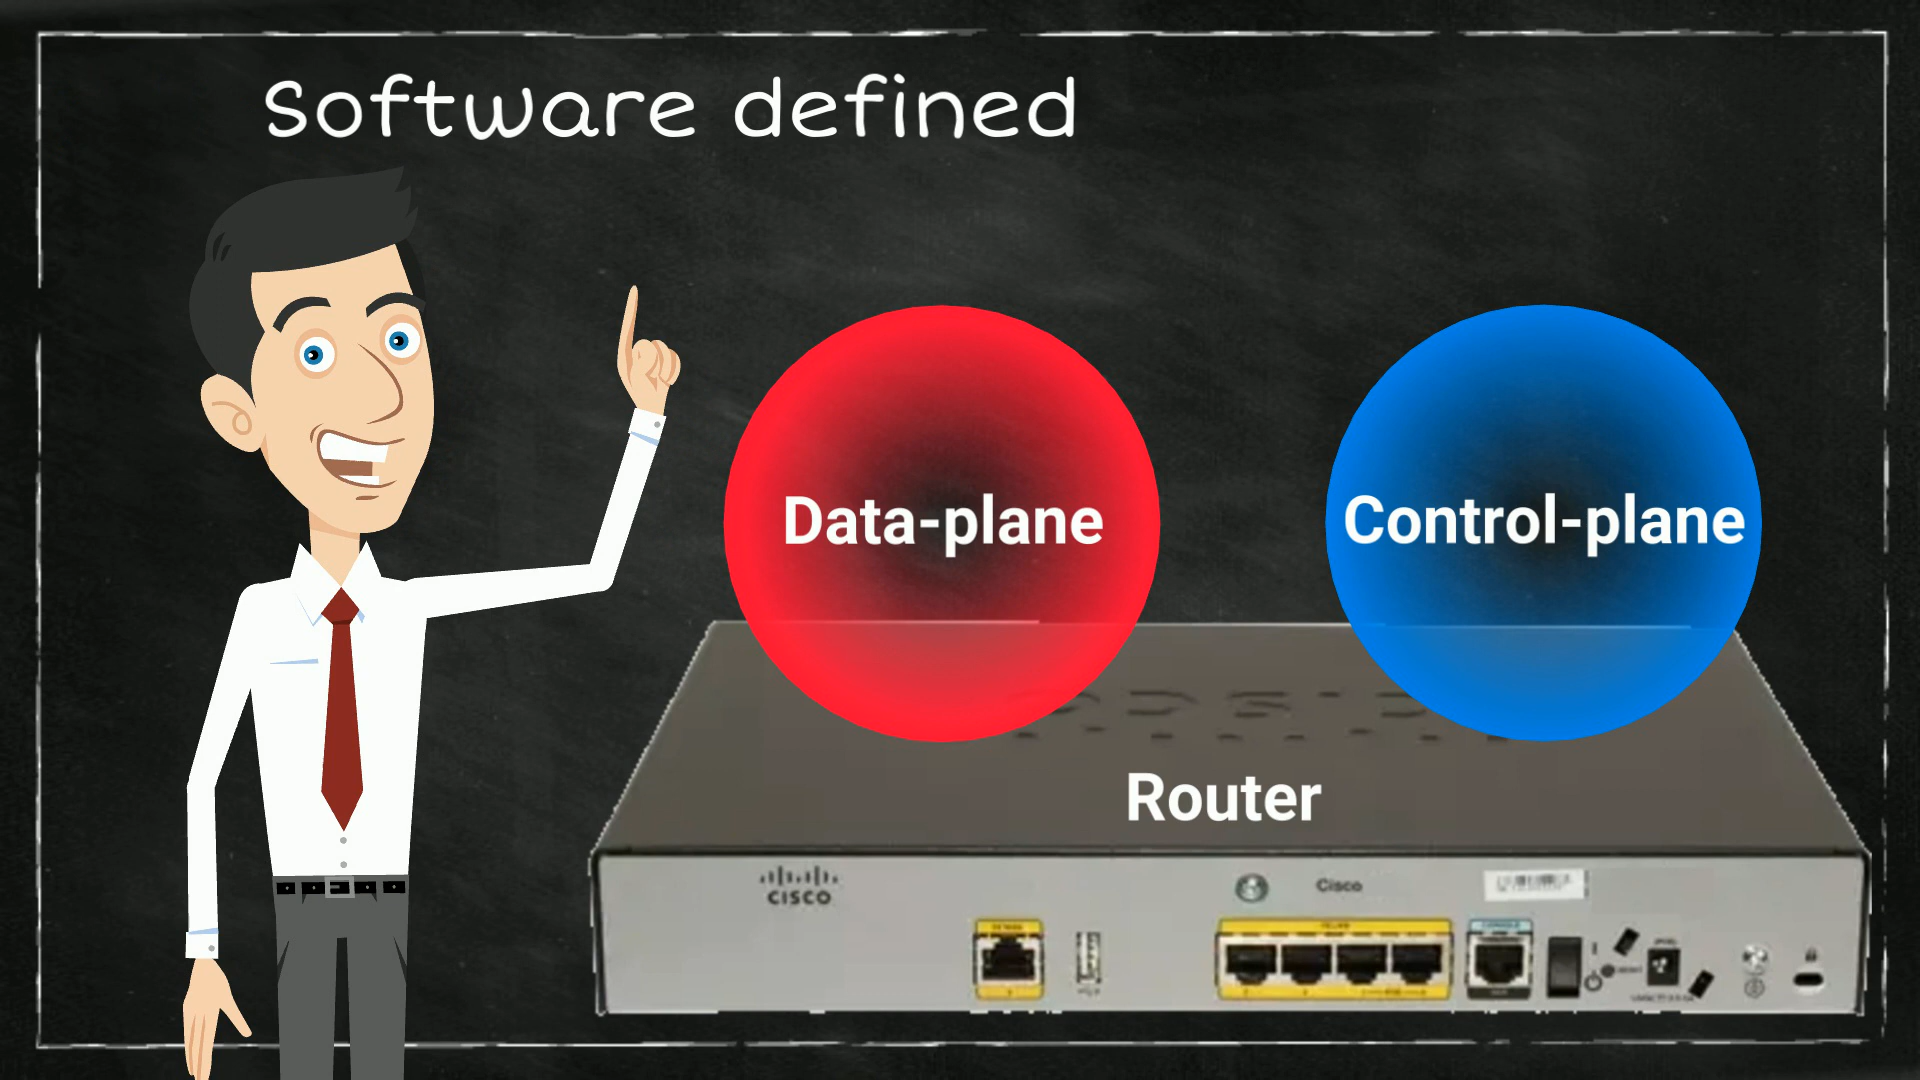 Software defined
Data-plane
Control-plane
Router
CISCO
Cisco